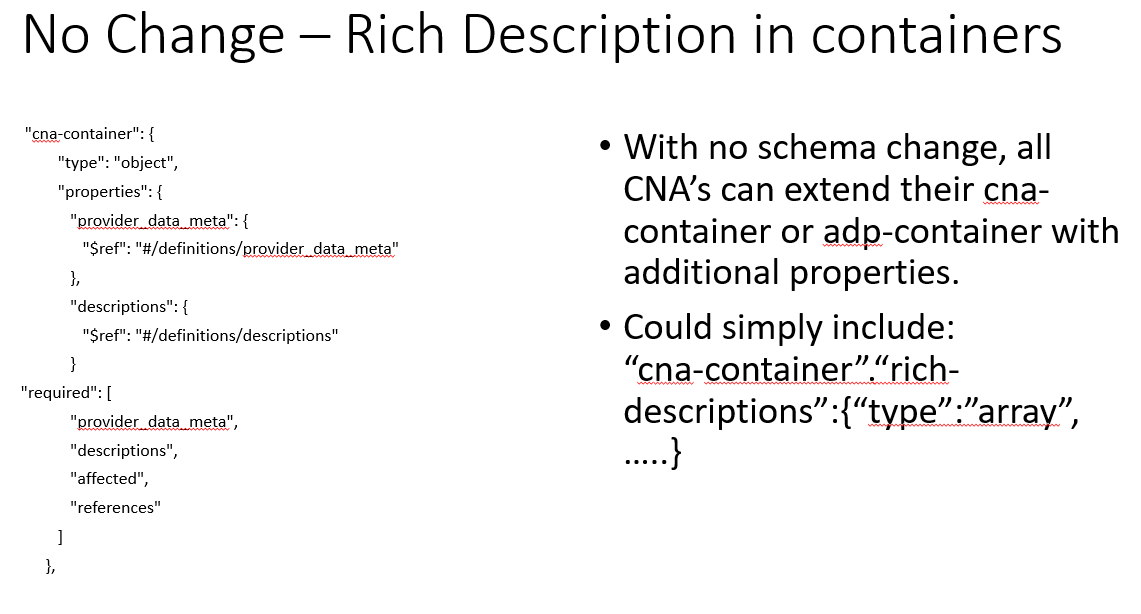 No Change – Rich Description in containers
"cna-container": {
"type": "object",
"properties": {
"provider_data_meta": {
"$ref": "#/definitions/provider_data_meta"
},
"descriptions": {
"$ref": "#/definitions/descriptions"
}
"required": [
"provider_data_meta",
"descriptions",
"affected",
"references"
]
},
• With no schema change, all
CNA’s can extend their cna-
container or adp-container with
additional properties.
• Could simply include:
“cna-container”.“rich-
descriptions”:{“type”:”array”,
…..}